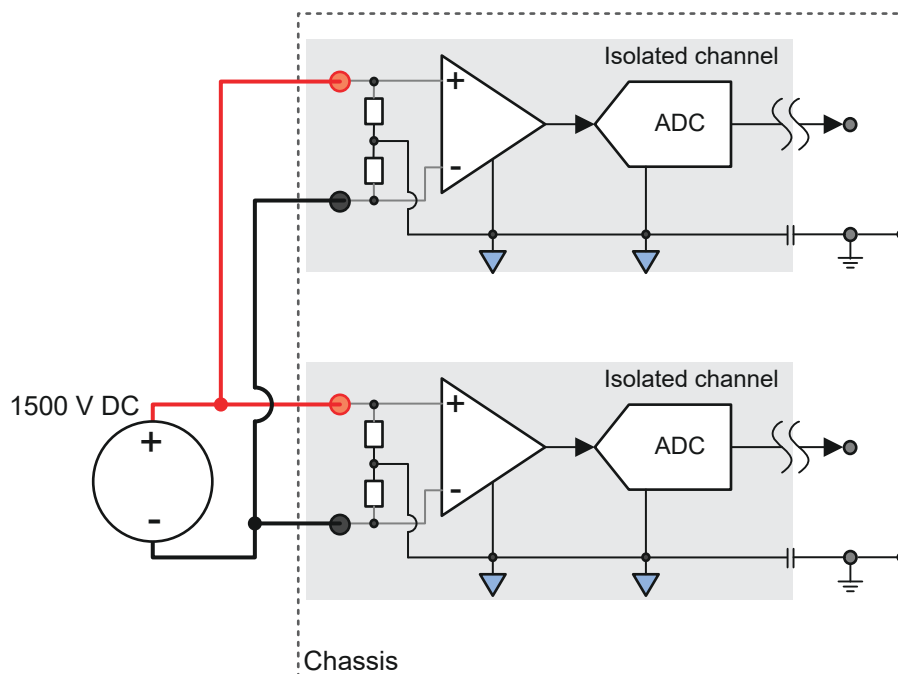 Isolated channel
+
-
ADC
1500 V DC
+
-
Isolated channel
+
-
ADC
Chassis